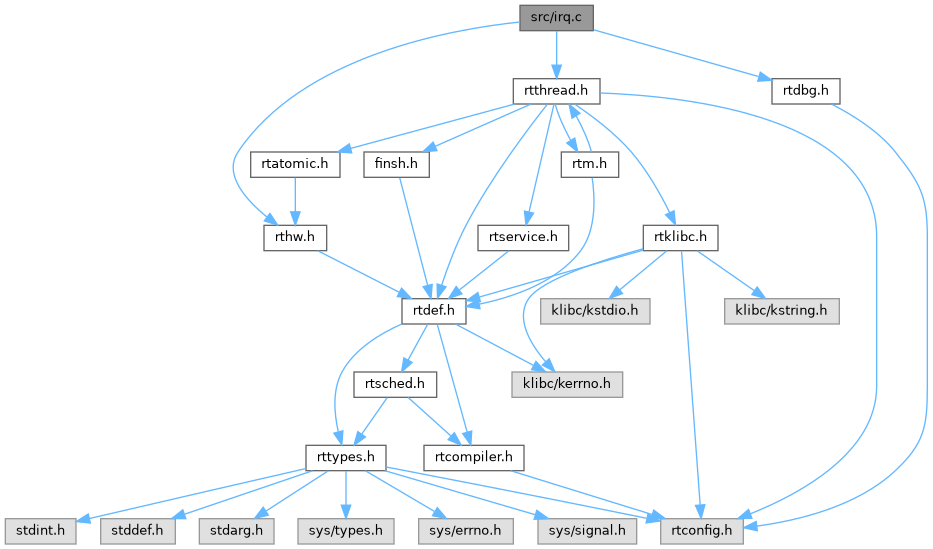 src/irq.c
rtthread.h
rtdbg.h
rtatomic.h
finsh.h
rtm.h
rthw.h
rtservice.h
rtklibc.h
rtdef.h
klibc/kstdio.h
klibc/kstring.h
rtsched.h
klibc/kerrno.h
rttypes.h
rtcompiler.h
stdint.h
stddef.h
stdarg.h
sys/types.h
sys/errno.h
sys/signal.h
rtconfig.h